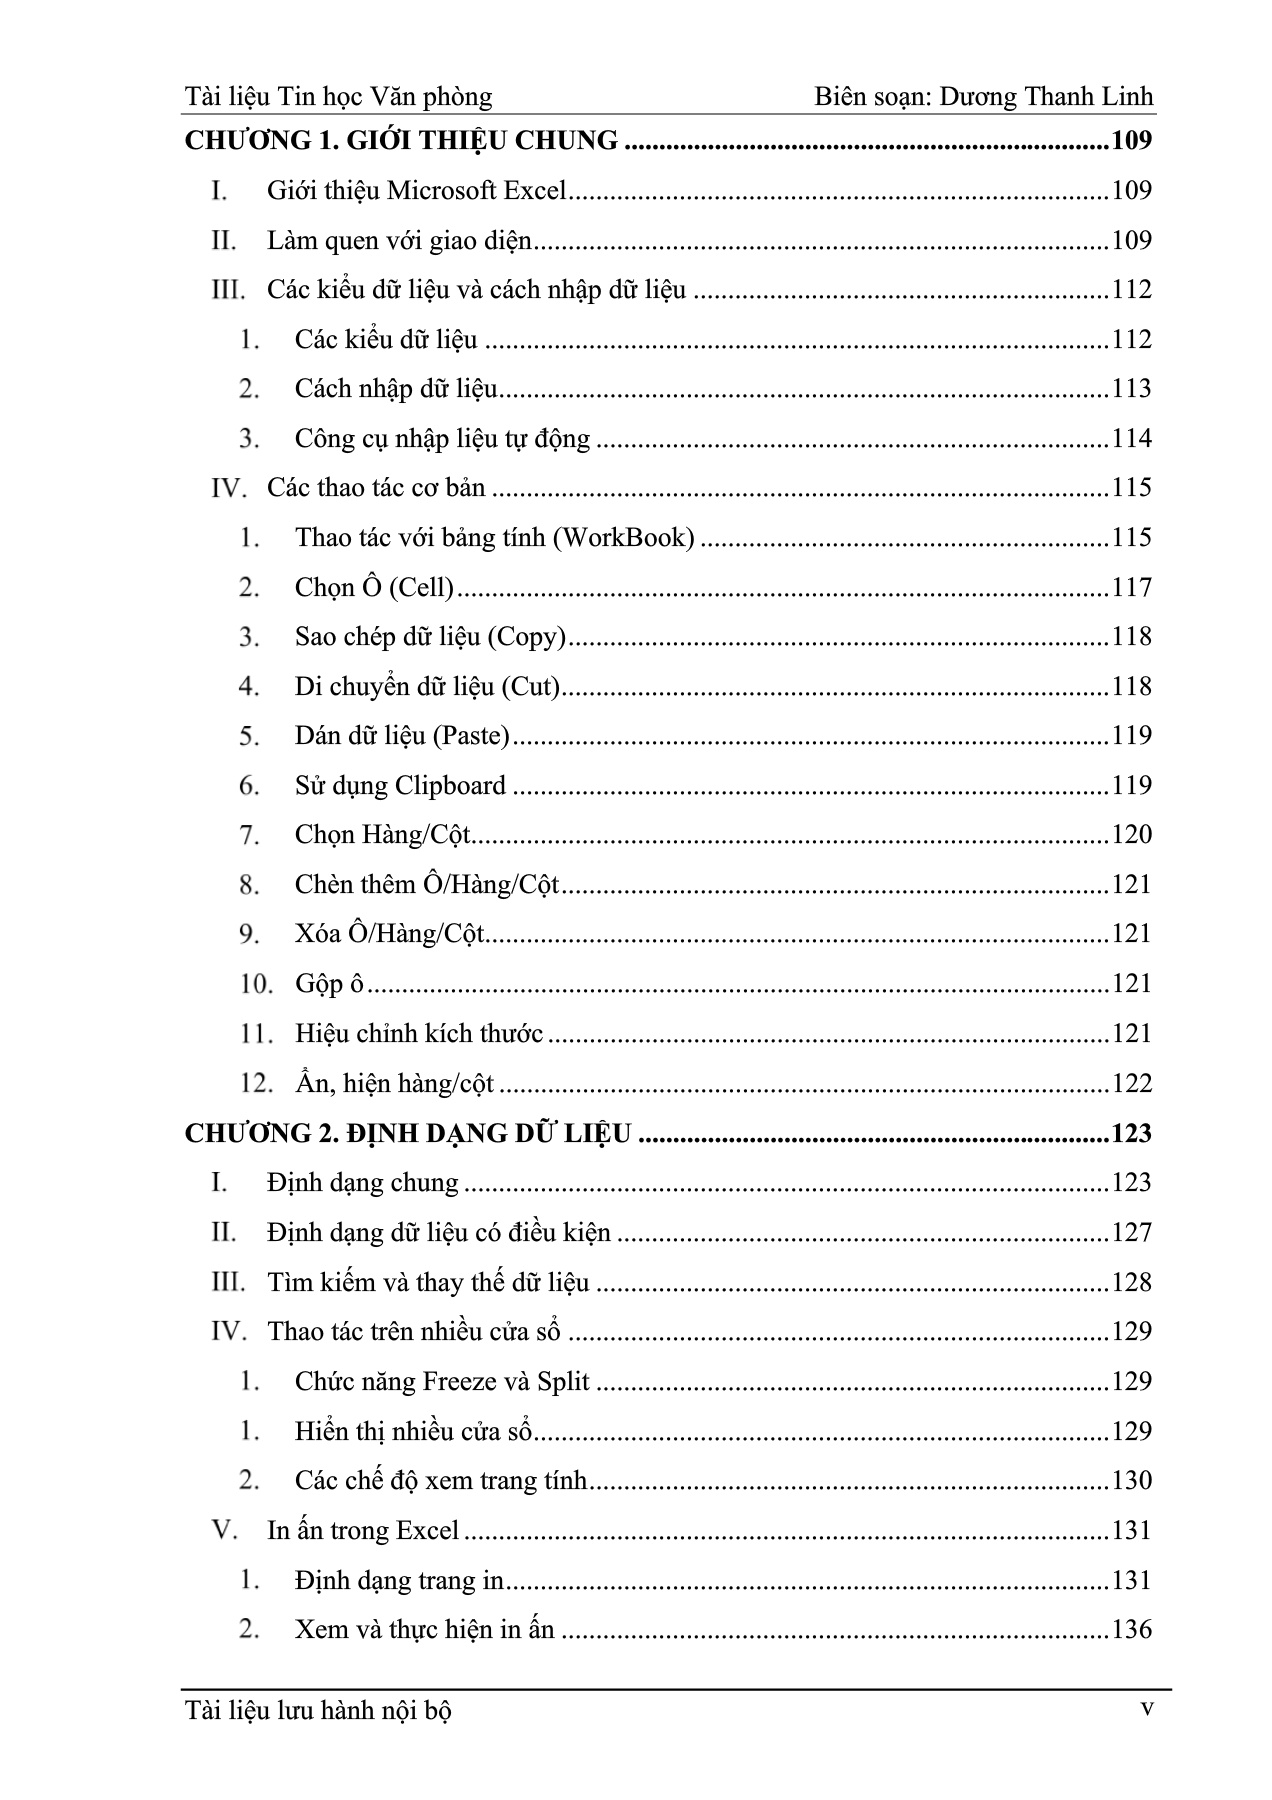 Tài liệu Tin học Văn phòng Biên soạn: Dương Thanh Linh
CHƯƠNG 1. GIỚI THIỆU CHUNG ......................................................................109
I. Giới thiệu Microsoft Excel..............................................................................109
II. Làm quen với giao diện...................................................................................109
III. Các kiểu dữ liệu và cách nhập dữ liệu ............................................................112
1. Các kiểu dữ liệu ..........................................................................................112
2. Cách nhập dữ liệu........................................................................................113
3. Công cụ nhập liệu tự động ..........................................................................114
IV. Các thao tác cơ bản .........................................................................................115
1. Thao tác với bảng tính (WorkBook) ...........................................................115
2. Chọn Ô (Cell)..............................................................................................117
3. Sao chép dữ liệu (Copy)..............................................................................118
4. Di chuyển dữ liệu (Cut)...............................................................................118
5. Dán dữ liệu (Paste)......................................................................................119
6. Sử dụng Clipboard ......................................................................................119
7. Chọn Hàng/Cột............................................................................................120
8. Chèn thêm Ô/Hàng/Cột...............................................................................121
9. Xóa Ô/Hàng/Cột..........................................................................................121
10. Gộp ô...........................................................................................................121
11. Hiệu chỉnh kích thước .................................................................................121
12. Ẩn, hiện hàng/cột ........................................................................................122
CHƯƠNG 2. ĐỊNH DẠNG DỮ LIỆU ....................................................................123
I. Định dạng chung .............................................................................................123
II. Định dạng dữ liệu có điều kiện .......................................................................127
III. Tìm kiếm và thay thế dữ liệu ..........................................................................128
IV. Thao tác trên nhiều cửa sổ ..............................................................................129
1. Chức năng Freeze và Split ..........................................................................129
1. Hiển thị nhiều cửa sổ...................................................................................129
2. Các chế độ xem trang tính...........................................................................130
V. In ấn trong Excel .............................................................................................131
1. Định dạng trang in.......................................................................................131
2. Xem và thực hiện in ấn ...............................................................................136
Tài liệu lưu hành nội bộ v